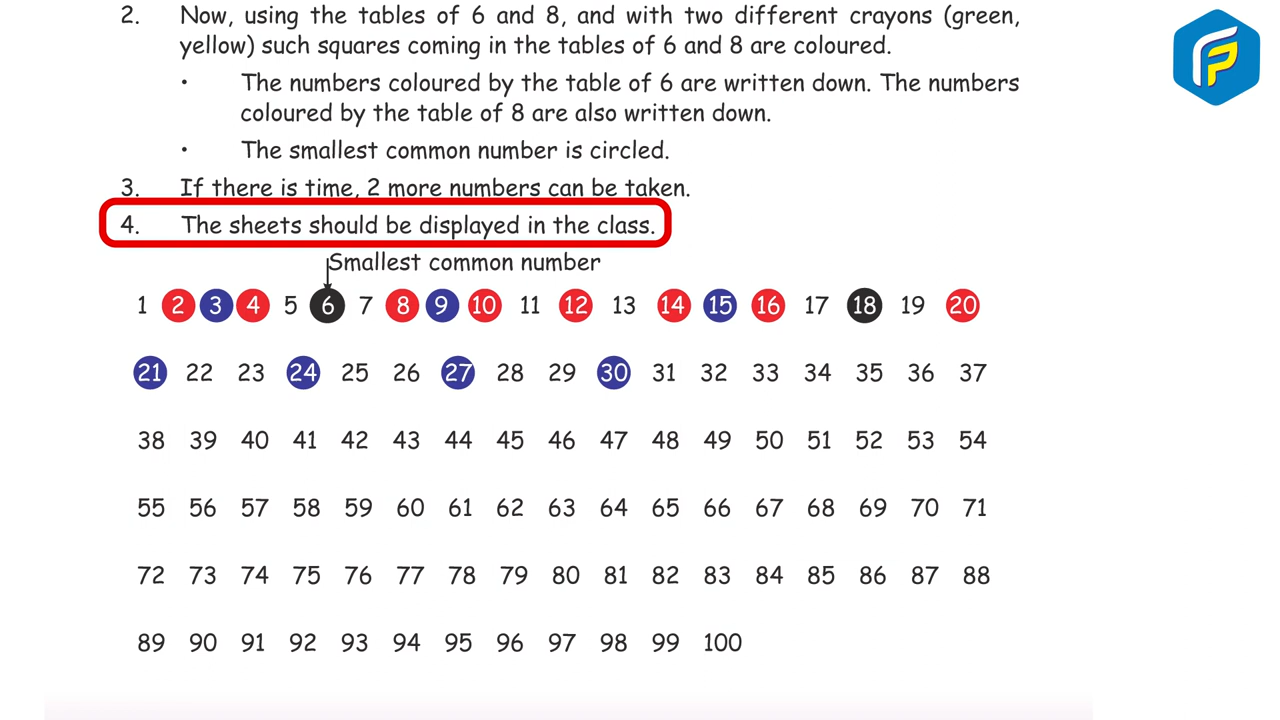 2. Now, using the tables of 6 and 8, and with two different crayons (green,
yellow) such squares coming in the tables of 6 and 8 are coloured.
• The numbers coloured by the table of 6 are written down. The numbers
coloured by the table of 8 are also written down.
• The smallest common number is circled.
3. If there is time, 2 more numbers can be taken.
4. The sheets should be displayed in the class.
Smallest common number
1 2 3 4 5 6 7 8 9 10 11 12 13 14 15 16 17 18 19 20
21 22 23 24 25 26 27 28 29 30 31 32 33 34 35 36 37
38 39 40 41 42 43 44 45 46 47 48 49 50 51 52 53 54
55 56 57 58 59 60 61 62 63 64 65 66 67 68 69 70 71
72 73 74 75 76 77 78 79 80 81 82 83 84 85 86 87 88
89 90 91 92 93 94 95 96 97 98 99 100